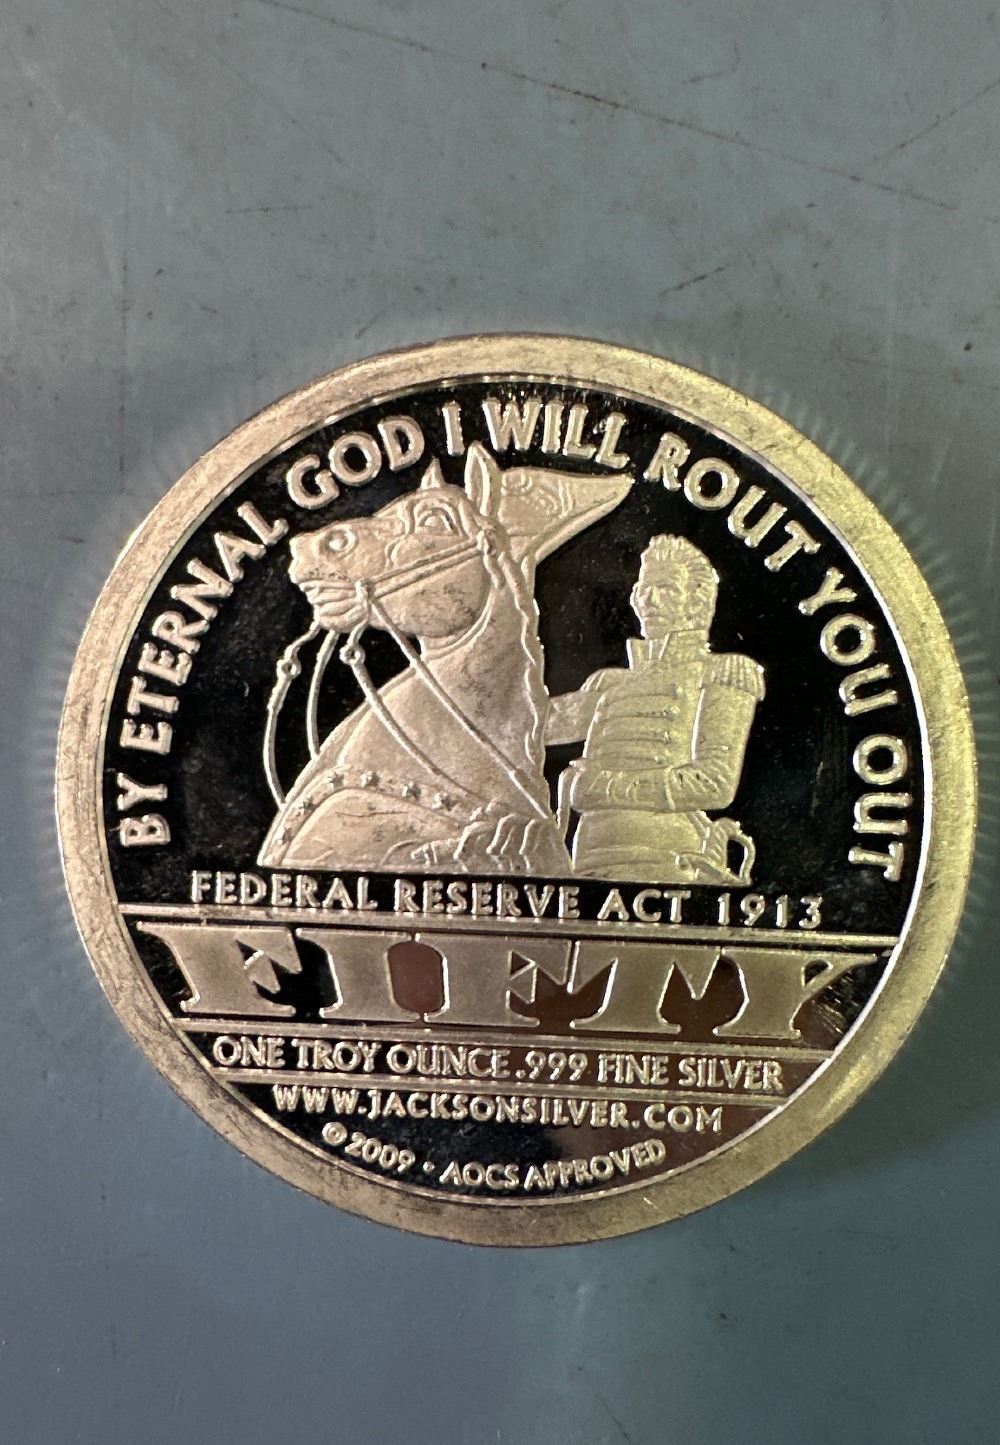 BY ETERNAL GOD I WILL ROUT YOU OUT
FEDERAL RESERVE ACT 1913
FIFTY
ONE TROY OUNCE .999 FINE SILVER
WWW.JACKSONSILVER.COM
© 2009 • AOCS APPROVED